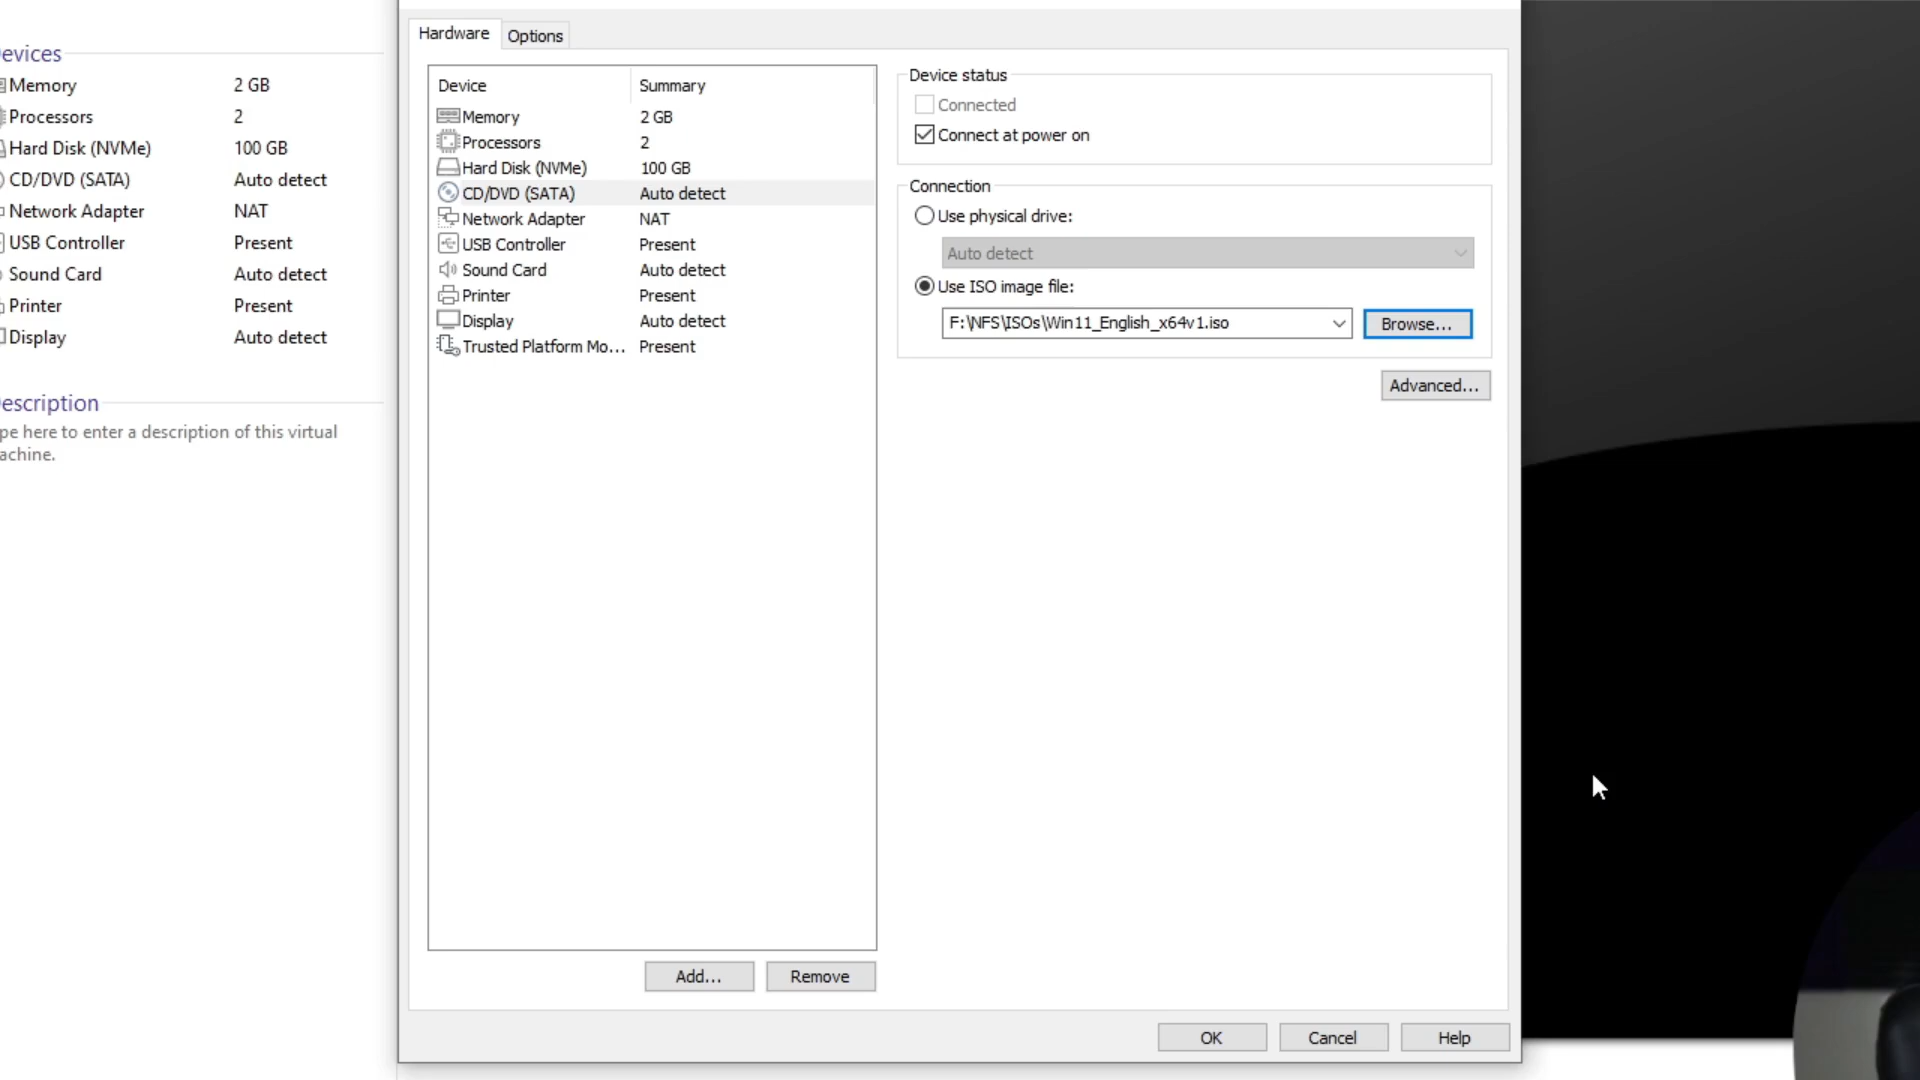 evices
Memory 2 GB
Processors 2
Hard Disk (NVMe) 100 GB
CD/DVD (SATA) Auto detect
Network Adapter NAT
USB Controller Present
Sound Card Auto detect
Printer Present
Display Auto detect
escription
pe here to enter a description of this virtual
achine.
Hardware Options
Device Summary
Memory 2 GB
Processors 2
Hard Disk (NVMe) 100 GB
CD/DVD (SATA) Auto detect
Network Adapter NAT
USB Controller Present
Sound Card Auto detect
Printer Present
Display Auto detect
Trusted Platform Mo... Present
Add... Remove
Device status
Connected
Connect at power on
Connection
Use physical drive:
Auto detect
Use ISO image file:
F:\NFS\ISOs\Win11_English_x64v1.iso Browse...
Advanced...
OK Cancel Help